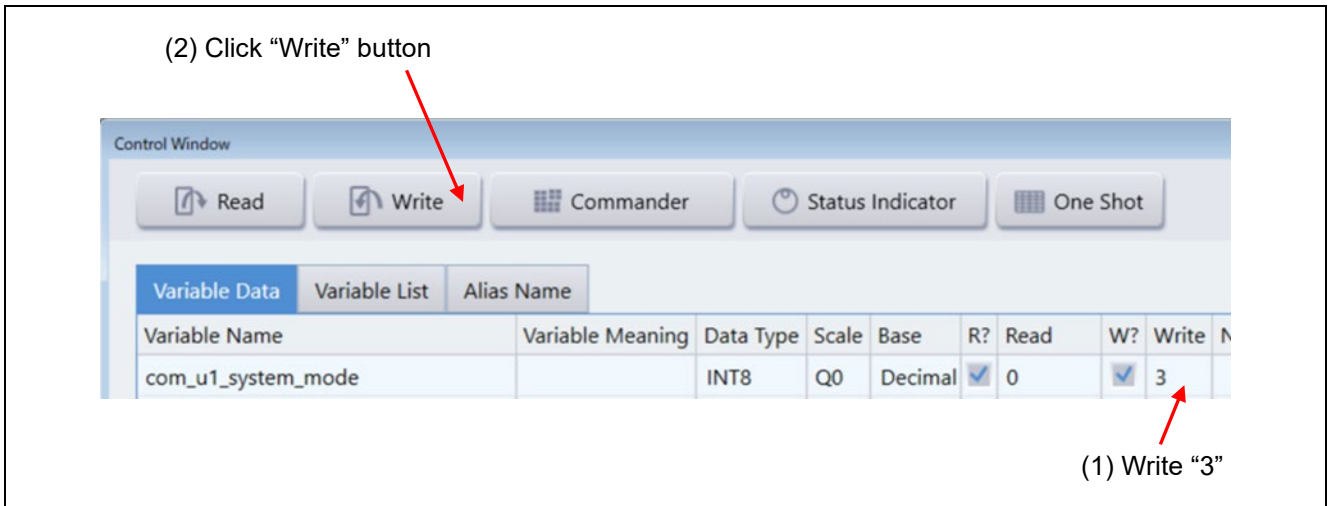 (2) Click “Write” button
Control Window
Read Write Commander Status Indicator One Shot
Variable Data Variable List Alias Name
Variable Name Variable Meaning Data Type Scale Base R? Read W? Write N
com_u1_system_mode INT8 Q0 Decimal 0 3
(1) Write “3”